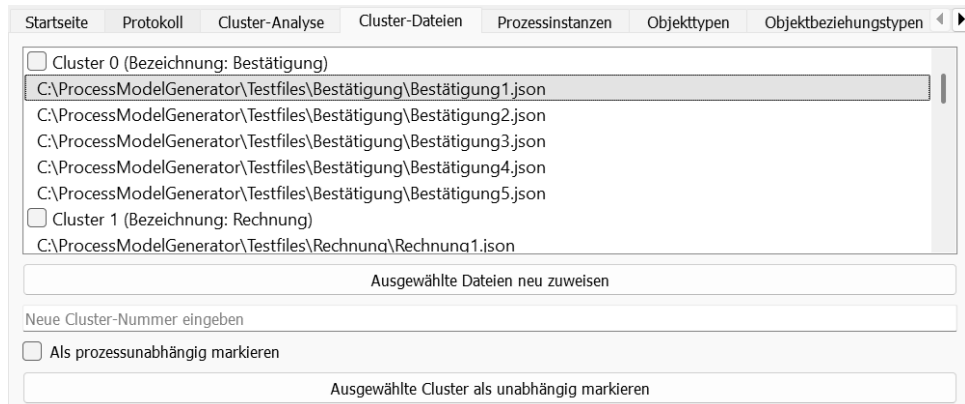 Startseite Protokoll Cluster-Analyse Cluster-Dateien Prozessinstanzen Objekttypen Objektbeziehungstypen
Cluster 0 (Bezeichnung: Bestätigung)
C:\ProcessModelGenerator\Testfiles\Bestätigung\Bestätigung1.json
C:\ProcessModelGenerator\Testfiles\Bestätigung\Bestätigung2.json
C:\ProcessModelGenerator\Testfiles\Bestätigung\Bestätigung3.json
C:\ProcessModelGenerator\Testfiles\Bestätigung\Bestätigung4.json
C:\ProcessModelGenerator\Testfiles\Bestätigung\Bestätigung5.json
Cluster 1 (Bezeichnung: Rechnung)
C:\ProcessModelGenerator\Testfiles\Rechnung\Rechnung1.json
Ausgewählte Dateien neu zuweisen
Neue Cluster-Nummer eingeben
Als prozessunabhängig markieren
Ausgewählte Cluster als unabhängig markieren